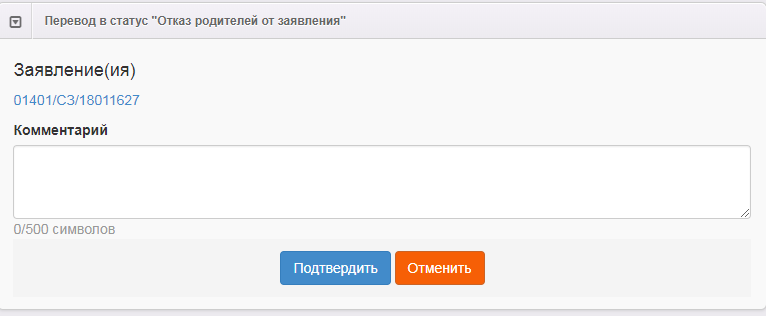 Перевод в статус "Отказ родителей от заявления"
Заявление(ия)
01401/СЗ/18011627
Комментарий
0/500 символов
Подтвердить Отменить